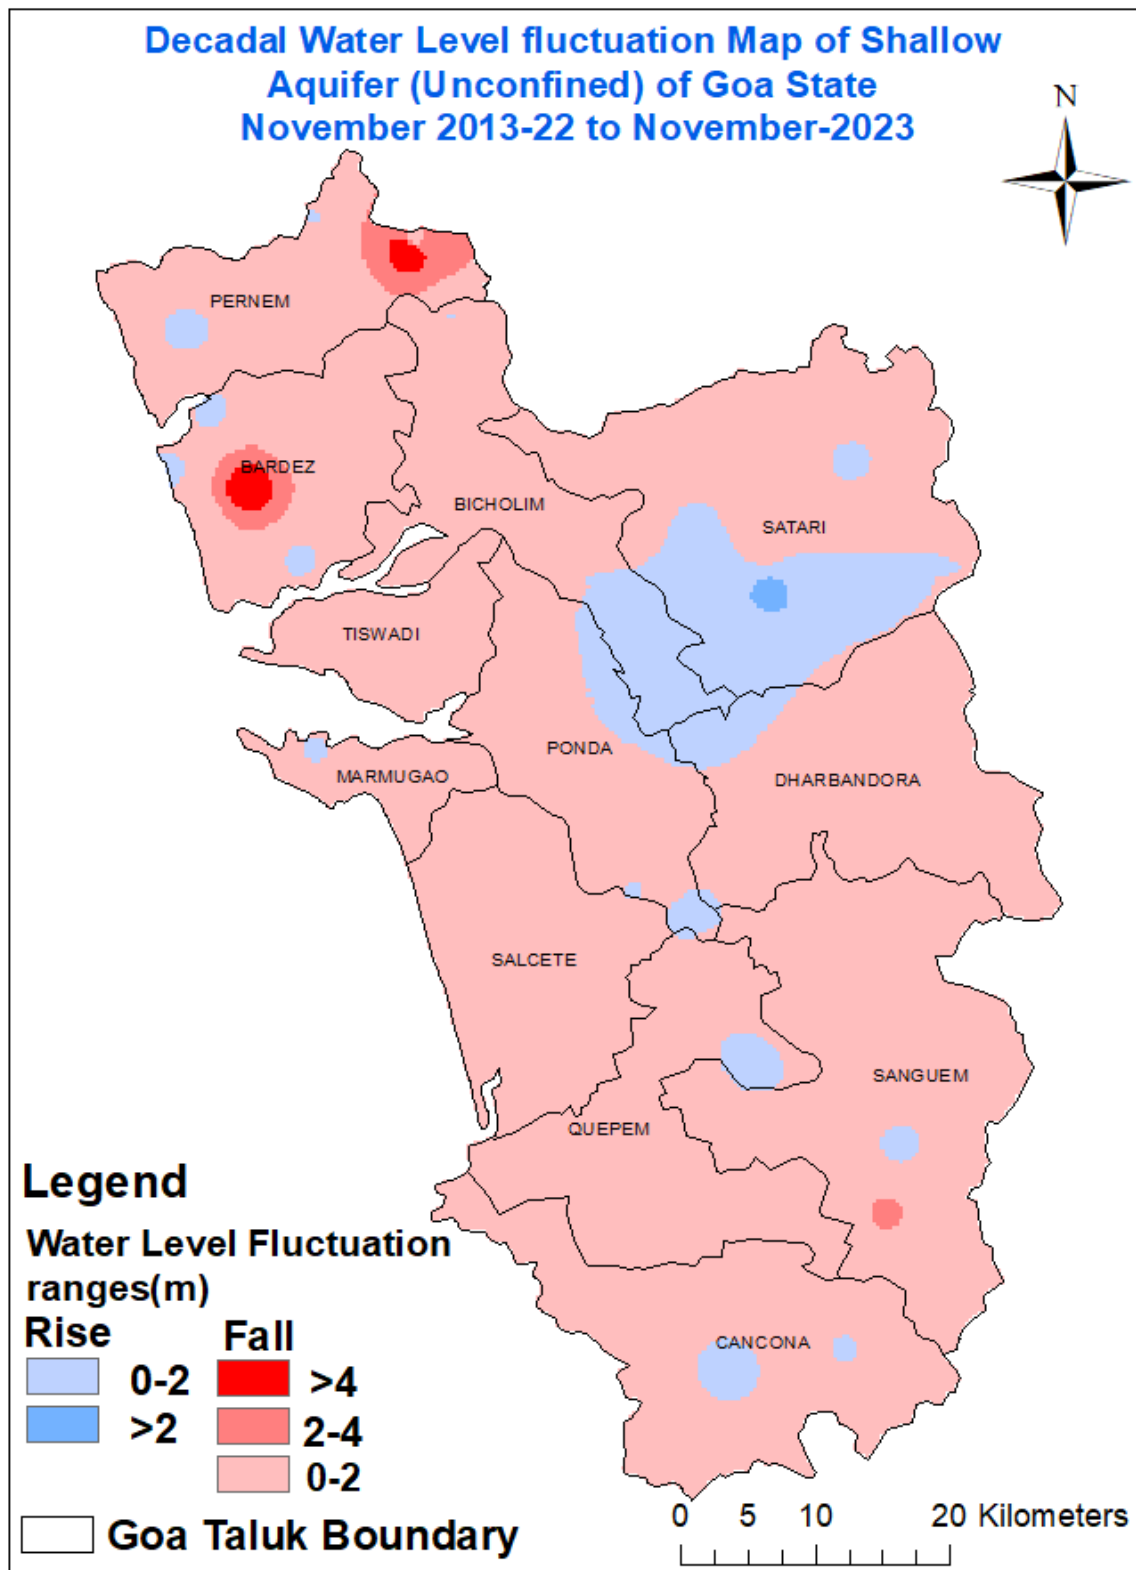 Decadal Water Level fluctuation Map of Shallow
Aquifer (Unconfined) of Goa State
November 2013-22 to November-2023
N
PERNEM
BARDEZ
BICHOLIM
SATARI
TISWADI
PONDA
MARMUGAO
DHARBANDORA
SALCETE
SANGUEM
QUEPEM
CANCONA
Legend
Water Level Fluctuation
ranges(m)
Rise Fall
0-2 >4
>2 2-4
0-2
Goa Taluk Boundary
0 5 10 20 Kilometers